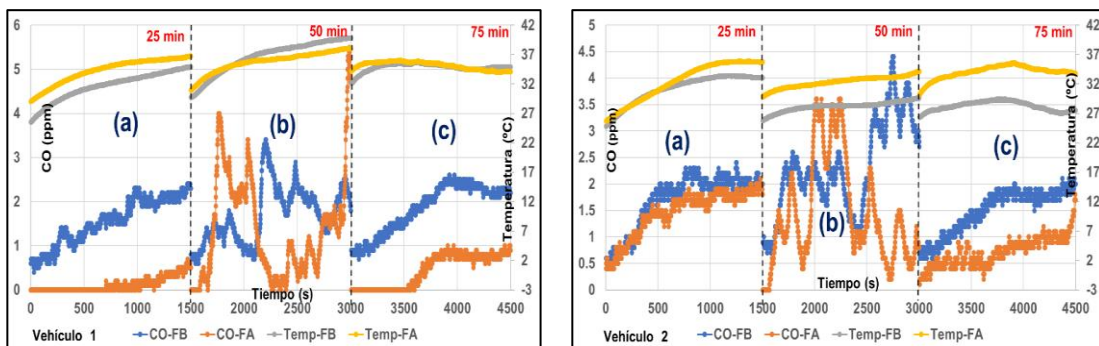 6
5
4
3
2
1
0
CO (ppm)
25 min
50 min
75 min
(a)
(b)
(c)
42
37
32
27
22
17
12
7
2
-3
Temperatura (ºC)
0
500
1000
1500
2000
2500
3000
3500
4000
4500
Tiempo (s)
Vehículo 1
CO-FB
CO-FA
Temp-FB
Temp-FA
5
4.5
4
3.5
3
2.5
2
1.5
1
0.5
0
CO (ppm)
25 min
50 min
75 min
(a)
(b)
(c)
42
37
32
27
22
17
12
7
2
-3
Temperatura (ºC)
0
500
1000
1500
2000
2500
3000
3500
4000
4500
Tiempo (s)
Vehículo 2
CO-FB
CO-FA
Temp-FB
Temp-FA